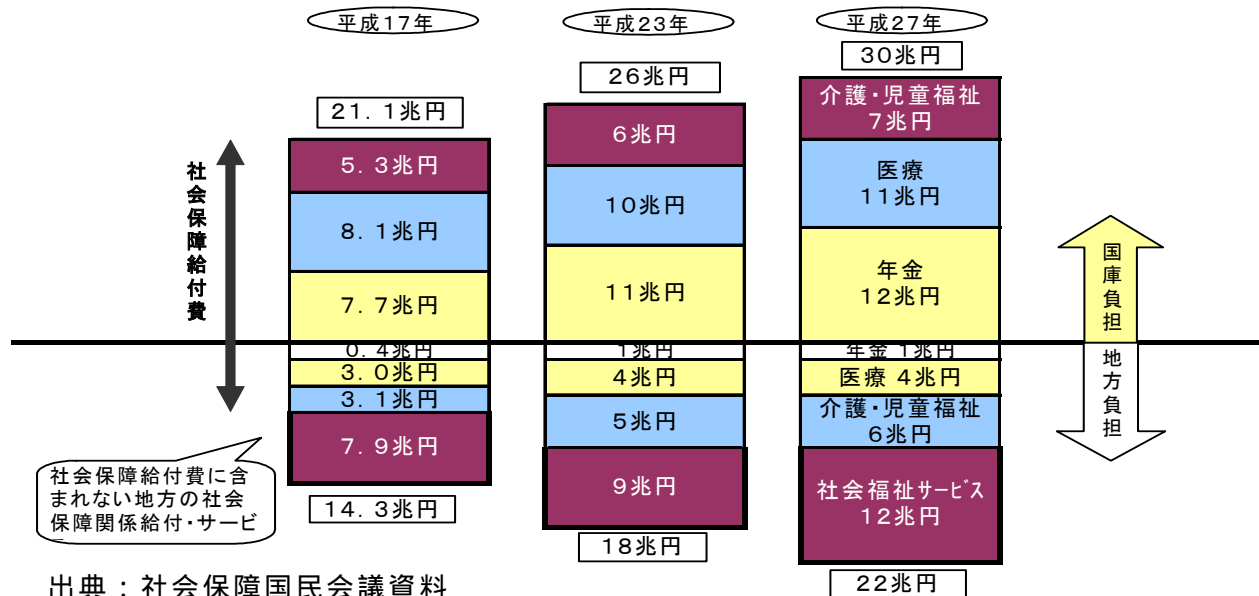 平成17年
平成23年
平成27年
21.1兆円
26兆円
30兆円
社会保障給付費
5.3兆円
8.1兆円
7.7兆円
0.4兆円
3.0兆円
3.1兆円
7.9兆円
14.3兆円
6兆円
10兆円
11兆円
1兆円
4兆円
5兆円
9兆円
18兆円
介護・児童福祉
7兆円
医療
11兆円
年金
12兆円
年金 1兆円
医療 4兆円
介護・児童福祉
6兆円
社会福祉サービス
12兆円
22兆円
国庫負担
地方負担
社会保障給付費に含
まれない地方の社会
保障関係給付・サービ
出典：社会保障国民会議資料